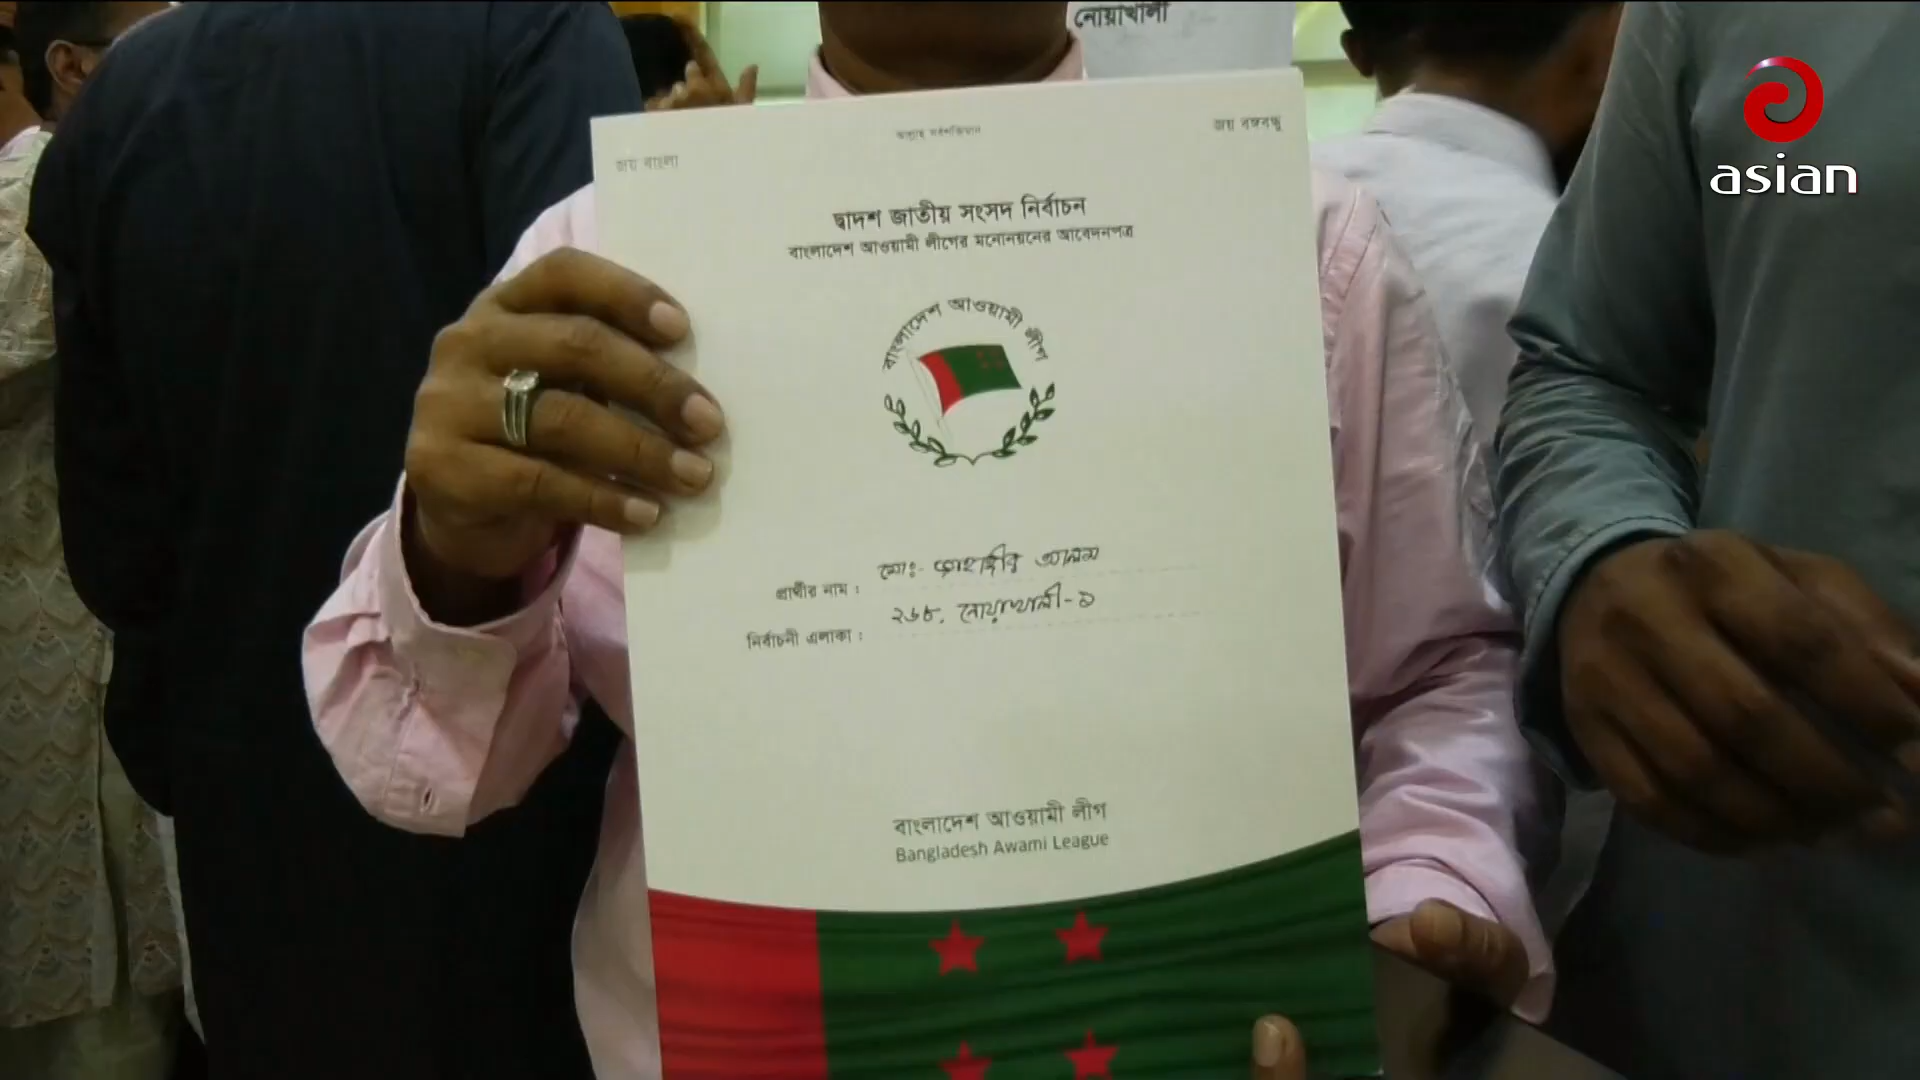 নোয়াখালী
asian
আল্লাহ সর্বশক্তিমান
জয় বাংলা
জয় বঙ্গবন্ধু
দ্বাদশ জাতীয় সংসদ নির্বাচন
বাংলাদেশ আওয়ামী লীগের মনোনয়নের আবেদনপত্র
বাংলাদেশ আওয়ামী লীগ
প্রার্থীর নাম : মোঃ- জাহাঙ্গীর আলম
নির্বাচনী এলাকা : ২৬৮, নোয়াখালী-১
বাংলাদেশ আওয়ামী লীগ
Bangladesh Awami League